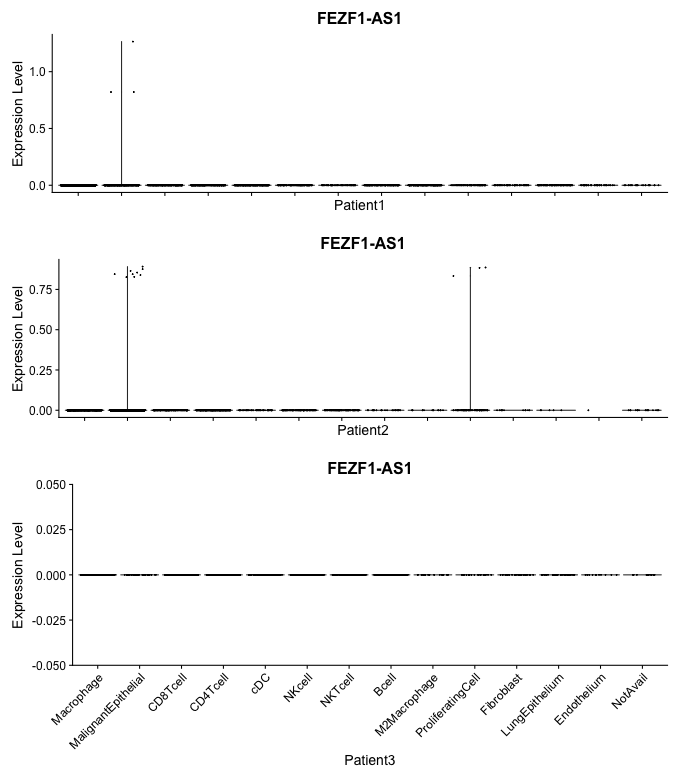 FEZF1-AS1
Expression Level
1.0
0.5
0.0
Patient1
FEZF1-AS1
Expression Level
0.75
0.50
0.25
0.00
Patient2
FEZF1-AS1
Expression Level
0.050
0.025
0.000
-0.025
-0.050
Macrophage
MalignantEpithelial
CD8Tcell
CD4Tcell
cDC
NKcell
NKTcell
Bcell
M2Macrophage
ProliferatingCell
Fibroblast
LungEpithelium
Endothelium
NotAvail
Patient3